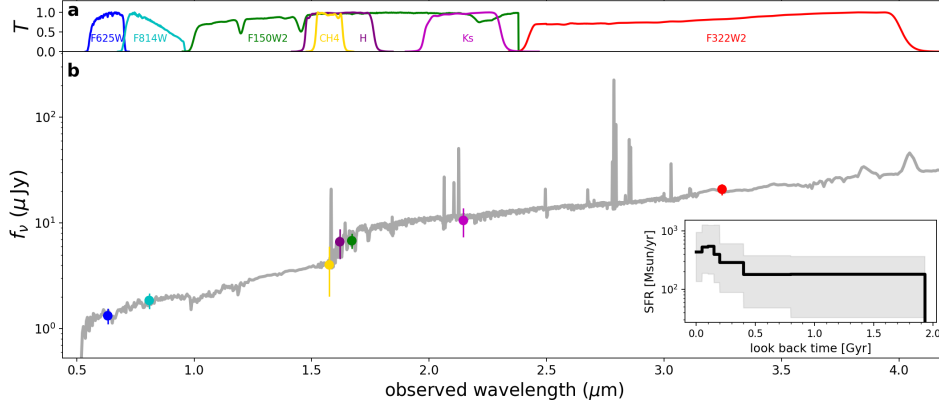 a
T
1.0
0.5
0.0
F625W
F814W
F150W2
CH4
H
Ks
F322W2
b
10²
10¹
10⁰
fν (μ Jy)
0.5 1.0 1.5 2.0 2.5 3.0 3.5 4.0
observed wavelength (μm)
SFR [Msun/yr]
10³
10²
0.0 0.5 1.0 1.5 2.0
look back time [Gyr]